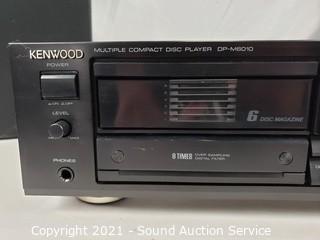 KENWOOD
MULTIPLE COMPACT DISC PLAYER DP-M6010
POWER
LEVEL
6 DISC MAGAZINE
8 TIMES OVER SAMPLING
DIGITAL FILTER
PHONES
Copyright 2021 - Sound Auction Service